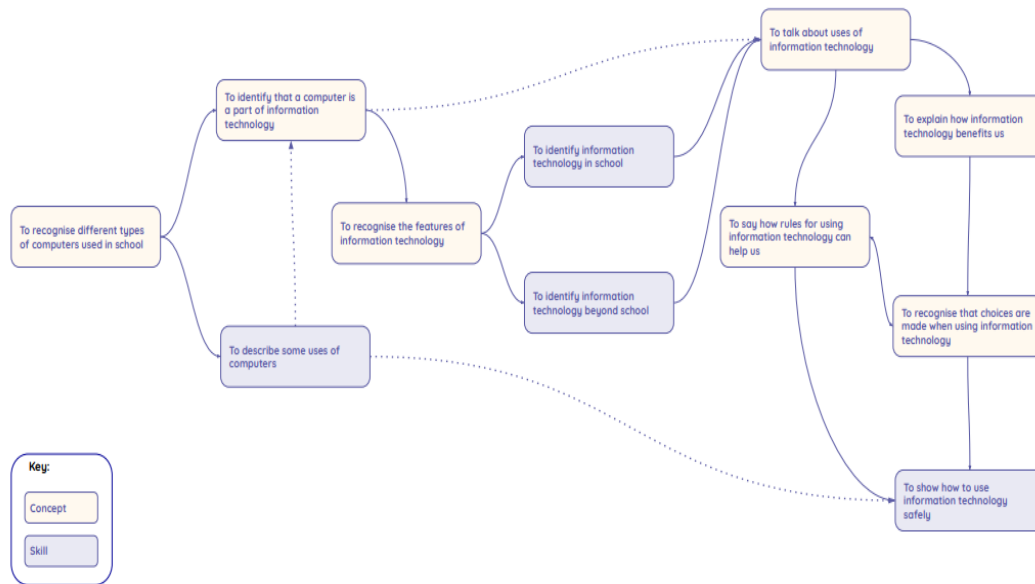 To talk about uses of
information technology
To identify that a computer is
a part of information
technology
To explain how information
technology benefits us
To identify information
technology in school
To recognise different types
of computers used in school
To recognise the features of
information technology
To say how rules for using
information technology can
help us
To identify information
technology beyond school
To recognise that choices are
made when using information
technology
To describe some uses of
computers
Key:
Concept
Skill
To show how to use
information technology
safely